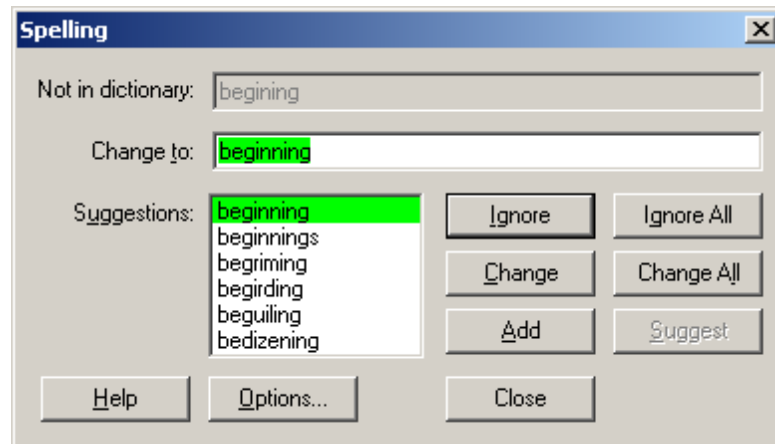 Spelling
Not in dictionary: begining
Change to: beginning
Suggestions:
beginning
beginnings
begriming
begirding
beguiling
bedizening
Ignore Ignore All
Change Change All
Add Suggest
Help Options... Close